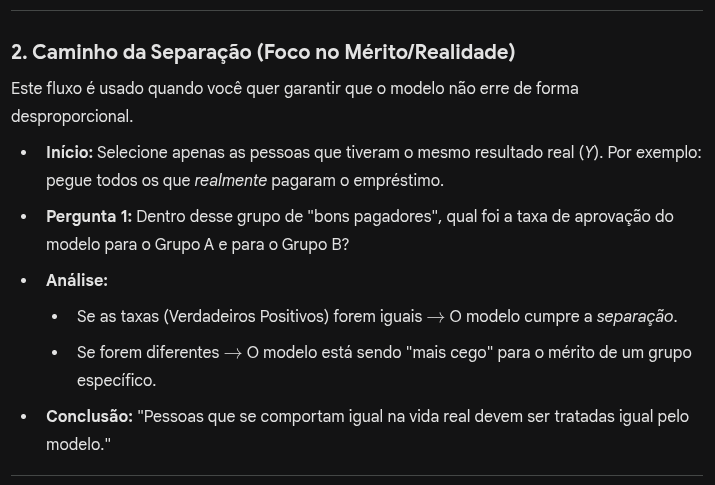 2. Caminho da Separação (Foco no Mérito/Realidade)
Este fluxo é usado quando você quer garantir que o modelo não erre de forma
desproporcional.
• Início: Selecione apenas as pessoas que tiveram o mesmo resultado real (Y). Por exemplo:
pegue todos os que realmente pagaram o empréstimo.
• Pergunta 1: Dentro desse grupo de "bons pagadores", qual foi a taxa de aprovação do
modelo para o Grupo A e para o Grupo B?
• Análise:
• Se as taxas (Verdadeiros Positivos) forem iguais → O modelo cumpre a separação.
• Se forem diferentes → O modelo está sendo "mais cego" para o mérito de um grupo
específico.
• Conclusão: "Pessoas que se comportam igual na vida real devem ser tratadas igual pelo
modelo."